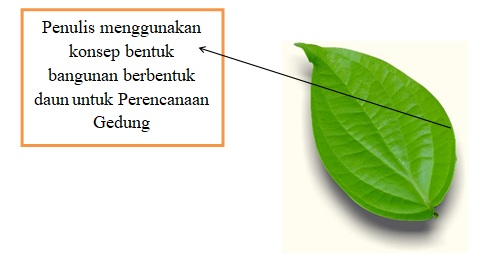 Penulis menggunakan
konsep bentuk
bangunan berbentuk
daun untuk Perencanaan
Gedung